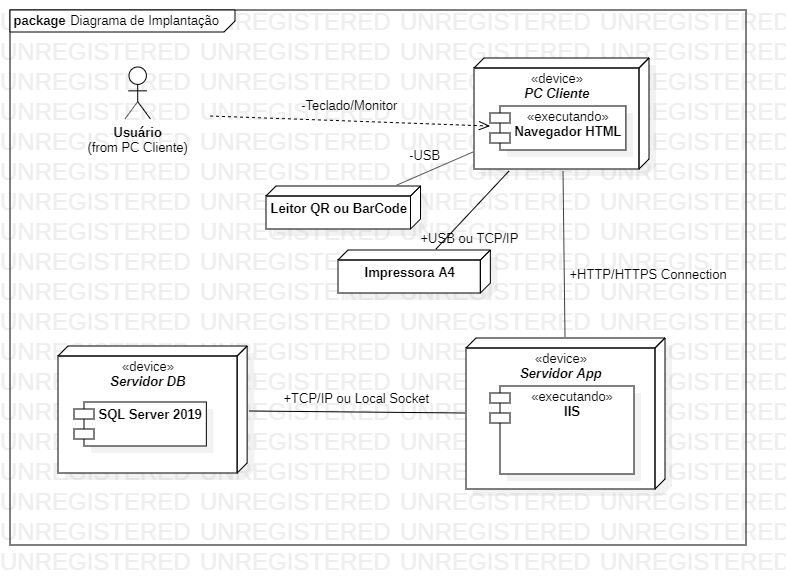 package Diagrama de Implantação
«device»
PC Cliente
«executando»
Navegador HTML
-Teclado/Monitor
Usuário
(from PC Cliente)
-USB
Leitor QR ou BarCode
+USB ou TCP/IP
Impressora A4
+HTTP/HTTPS Connection
«device»
Servidor DB
SQL Server 2019
+TCP/IP ou Local Socket
«device»
Servidor App
«executando»
IIS
UNREGISTERED UNREGISTERED UNREGISTERED UNREGISTERED